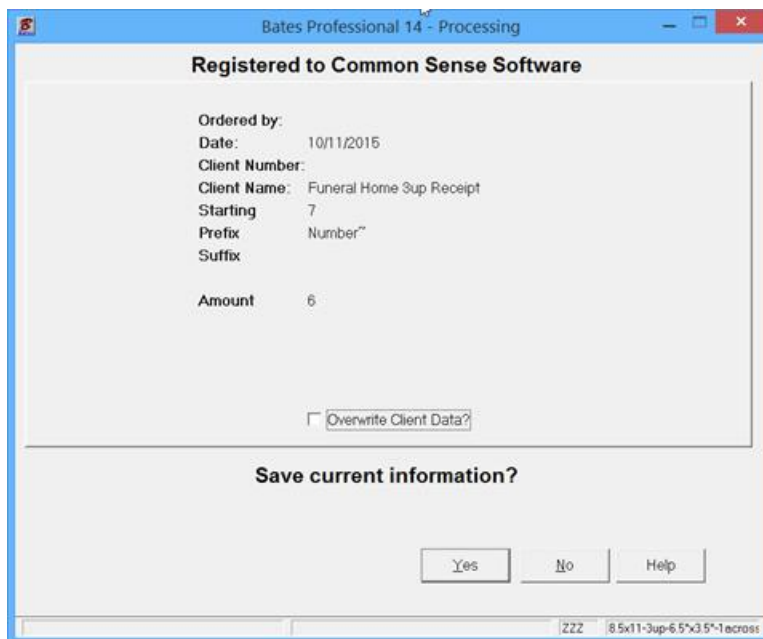 Bates Professional 14 - Processing
Registered to Common Sense Software
Ordered by:
Date: 10/11/2015
Client Number:
Client Name: Funeral Home 3up Receipt
Starting 7
Prefix Number~
Suffix
Amount 6
Overwrite Client Data?
Save current information?
Yes No Help
ZZZ 8.5x11-3up-6.5"x3.5"-1across